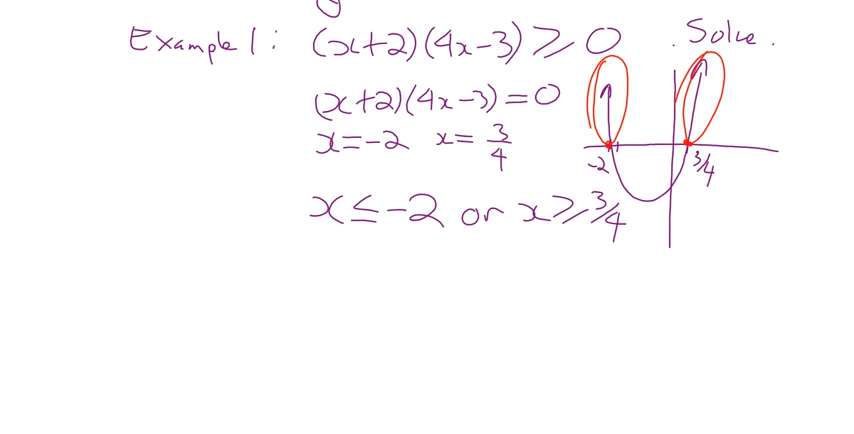 Example 1: (x+2)(4x-3) ≥ 0 . Solve.
(x+2)(4x-3) = 0
x = -2 x = 3/4
-2 3/4
x ≤ -2 or x ≥ 3/4